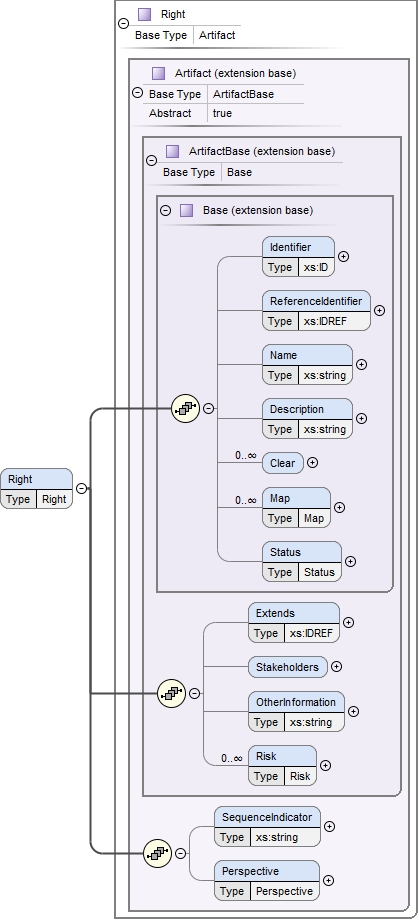 Right
Base Type Artifact
Artifact (extension base)
Base Type ArtifactBase
Abstract true
ArtifactBase (extension base)
Base Type Base
Base (extension base)
Identifier
Type xs:ID
ReferenceIdentifier
Type xs:IDREF
Name
Type xs:string
Description
Type xs:string
0..∞
Clear
0..∞
Map
Type Map
Status
Type Status
Right
Type Right
Extends
Type xs:IDREF
Stakeholders
OtherInformation
Type xs:string
0..∞
Risk
Type Risk
SequenceIndicator
Type xs:string
Perspective
Type Perspective